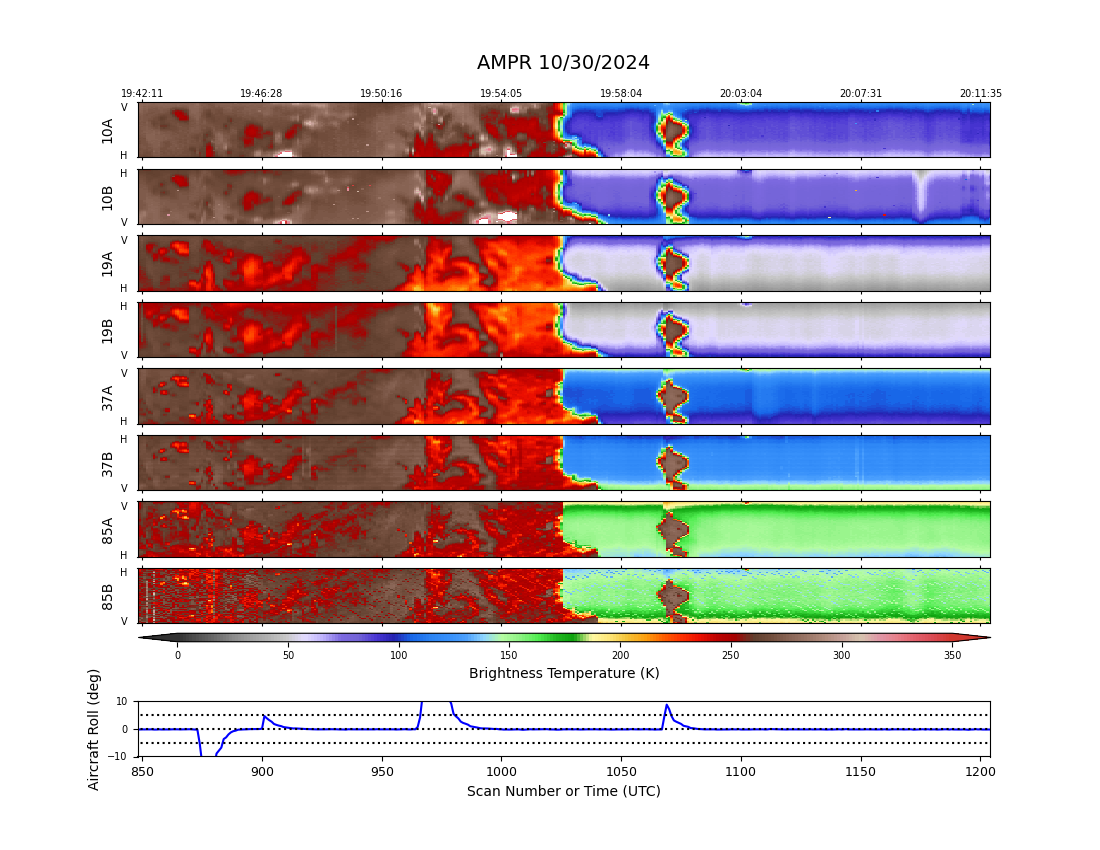 AMPR 10/30/2024
19:42:11 19:46:28 19:50:16 19:54:05 19:58:04 20:03:04 20:07:31 20:11:35
V
10A
H
H
10B
V
V
19A
H
H
19B
V
V
37A
H
H
37B
V
V
85A
H
H
85B
V
0 50 100 150 200 250 300 350
Brightness Temperature (K)
Aircraft Roll (deg)
10
0
−10
850 900 950 1000 1050 1100 1150 1200
Scan Number or Time (UTC)